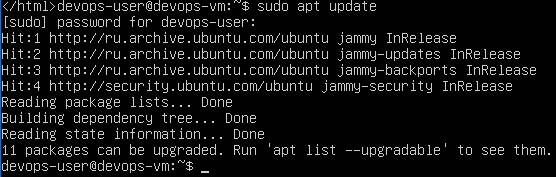 </html>devops-user@devops-vm:~$ sudo apt update
[sudo] password for devops-user:
Hit:1 http://ru.archive.ubuntu.com/ubuntu jammy InRelease
Hit:2 http://ru.archive.ubuntu.com/ubuntu jammy-updates InRelease
Hit:3 http://ru.archive.ubuntu.com/ubuntu jammy-backports InRelease
Hit:4 http://security.ubuntu.com/ubuntu jammy-security InRelease
Reading package lists... Done
Building dependency tree... Done
Reading state information... Done
11 packages can be upgraded. Run 'apt list --upgradable' to see them.
devops-user@devops-vm:~$ _